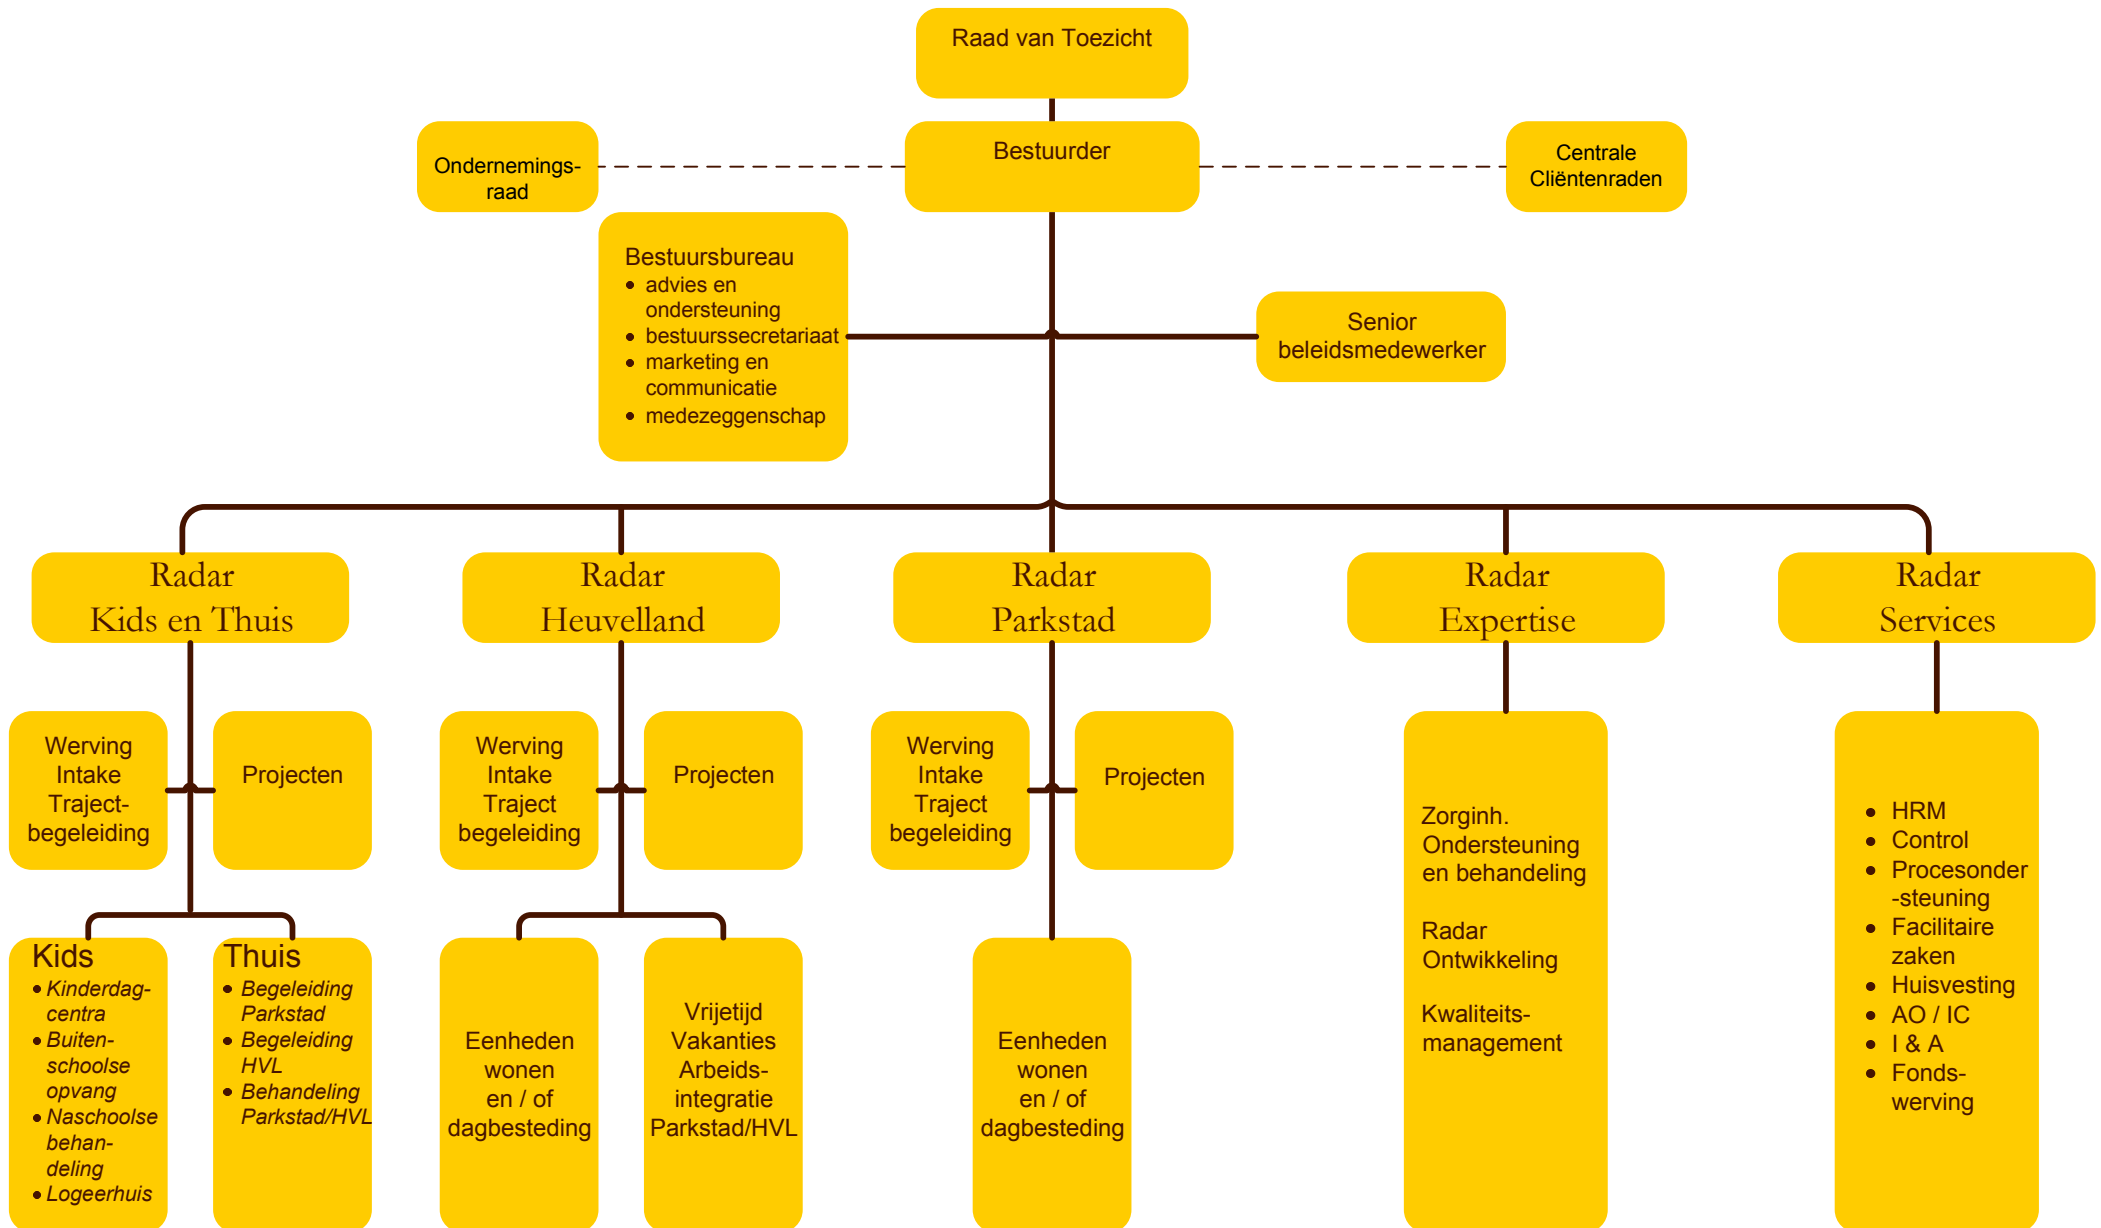 Raad van Toezicht
Ondernemings-
raad
Bestuurder
Centrale
Cliëntenraden
Bestuursbureau
• advies en
ondersteuning
• bestuurssecretariaat
• marketing en
communicatie
• medezeggenschap
Senior
beleidsmedewerker
Radar
Kids en Thuis
Radar
Heuvelland
Radar
Parkstad
Radar
Expertise
Radar
Services
Werving
Intake
Traject-
begeleiding
Projecten
Werving
Intake
Traject
begeleiding
Projecten
Werving
Intake
Traject
begeleiding
Projecten
Kids
• Kinderdag-
centra
• Buiten-
schoolse
opvang
• Naschoolse
behan-
deling
• Logeerhuis
Thuis
• Begeleiding
Parkstad
• Begeleiding
HVL
• Behandeling
Parkstad/HVL
Eenheden
wonen
en / of
dagbesteding
Vrijetijd
Vakanties
Arbeids-
integratie
Parkstad/HVL
Eenheden
wonen
en / of
dagbesteding
Zorginh.
Ondersteuning
en behandeling
Radar
Ontwikkeling
Kwaliteits-
management
• HRM
• Control
• Procesonder
-steuning
• Facilitaire
zaken
• Huisvesting
• AO / IC
• I & A
• Fonds-
werving